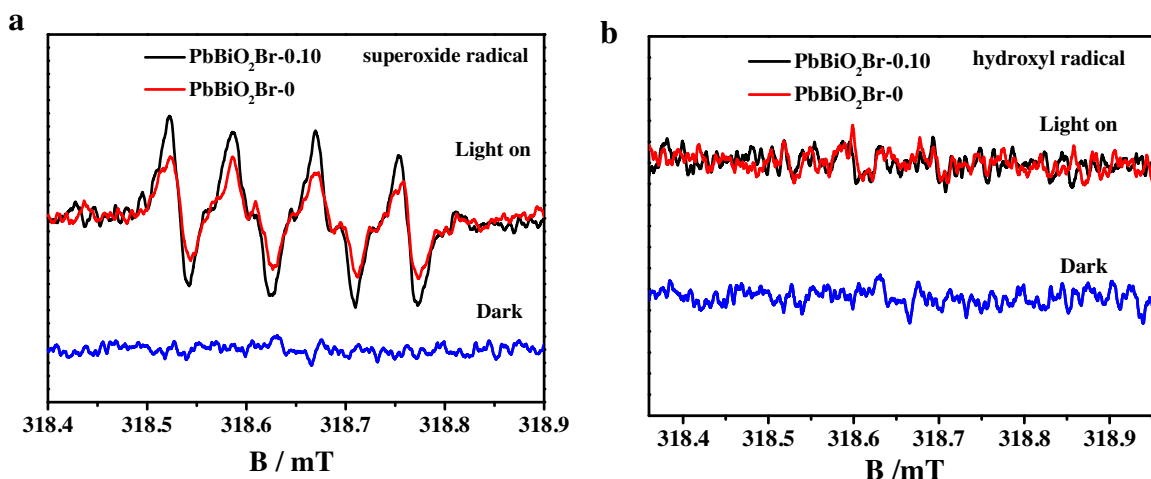 a
PbBiO₂Br-0.10
superoxide radical
PbBiO₂Br-0
Light on
Dark
318.4 318.5 318.6 318.7 318.8 318.9
B / mT
b
PbBiO₂Br-0.10
hydroxyl radical
PbBiO₂Br-0
Light on
Dark
318.4 318.5 318.6 318.7 318.8 318.9
B /mT